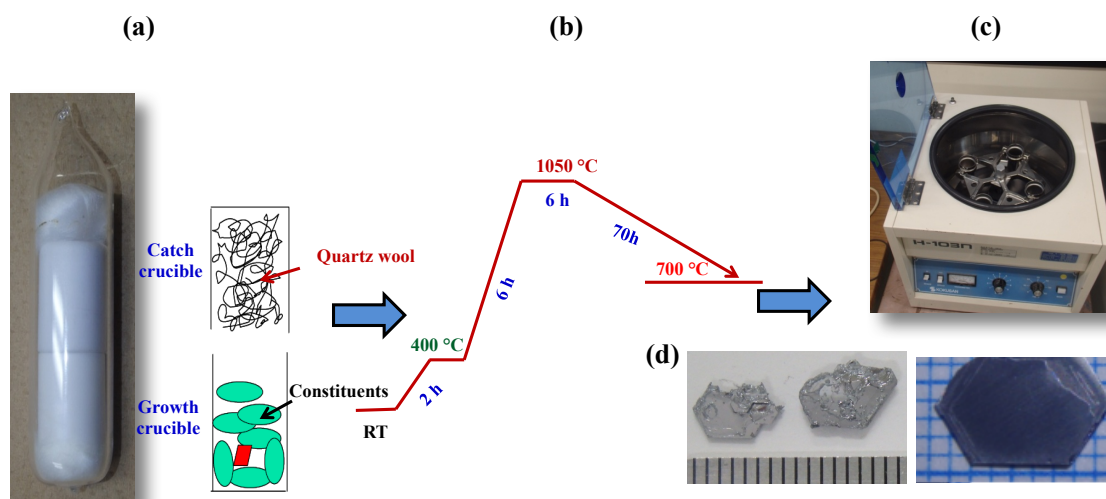 (a)
(b)
(c)
Catch
crucible
Quartz wool
Growth
crucible
Constituents
RT
2 h
400 °C
6 h
1050 °C
6 h
70h
700 °C
H-103n
(d)